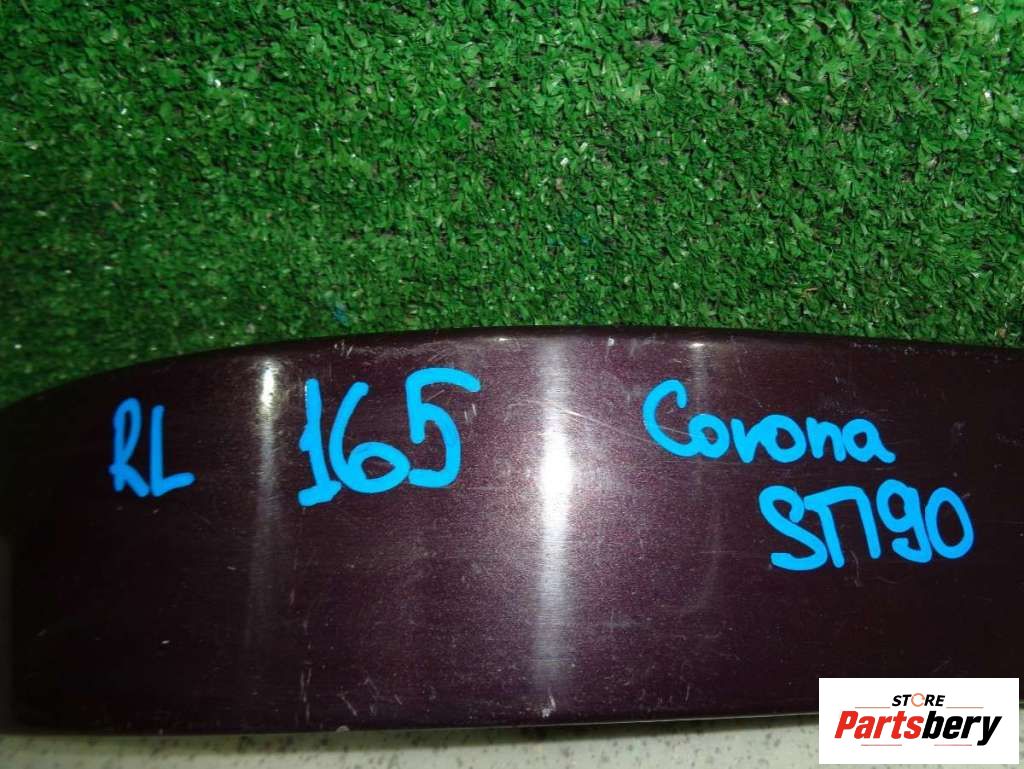 RL 165 Corona
ST190
STORE
Partsbery